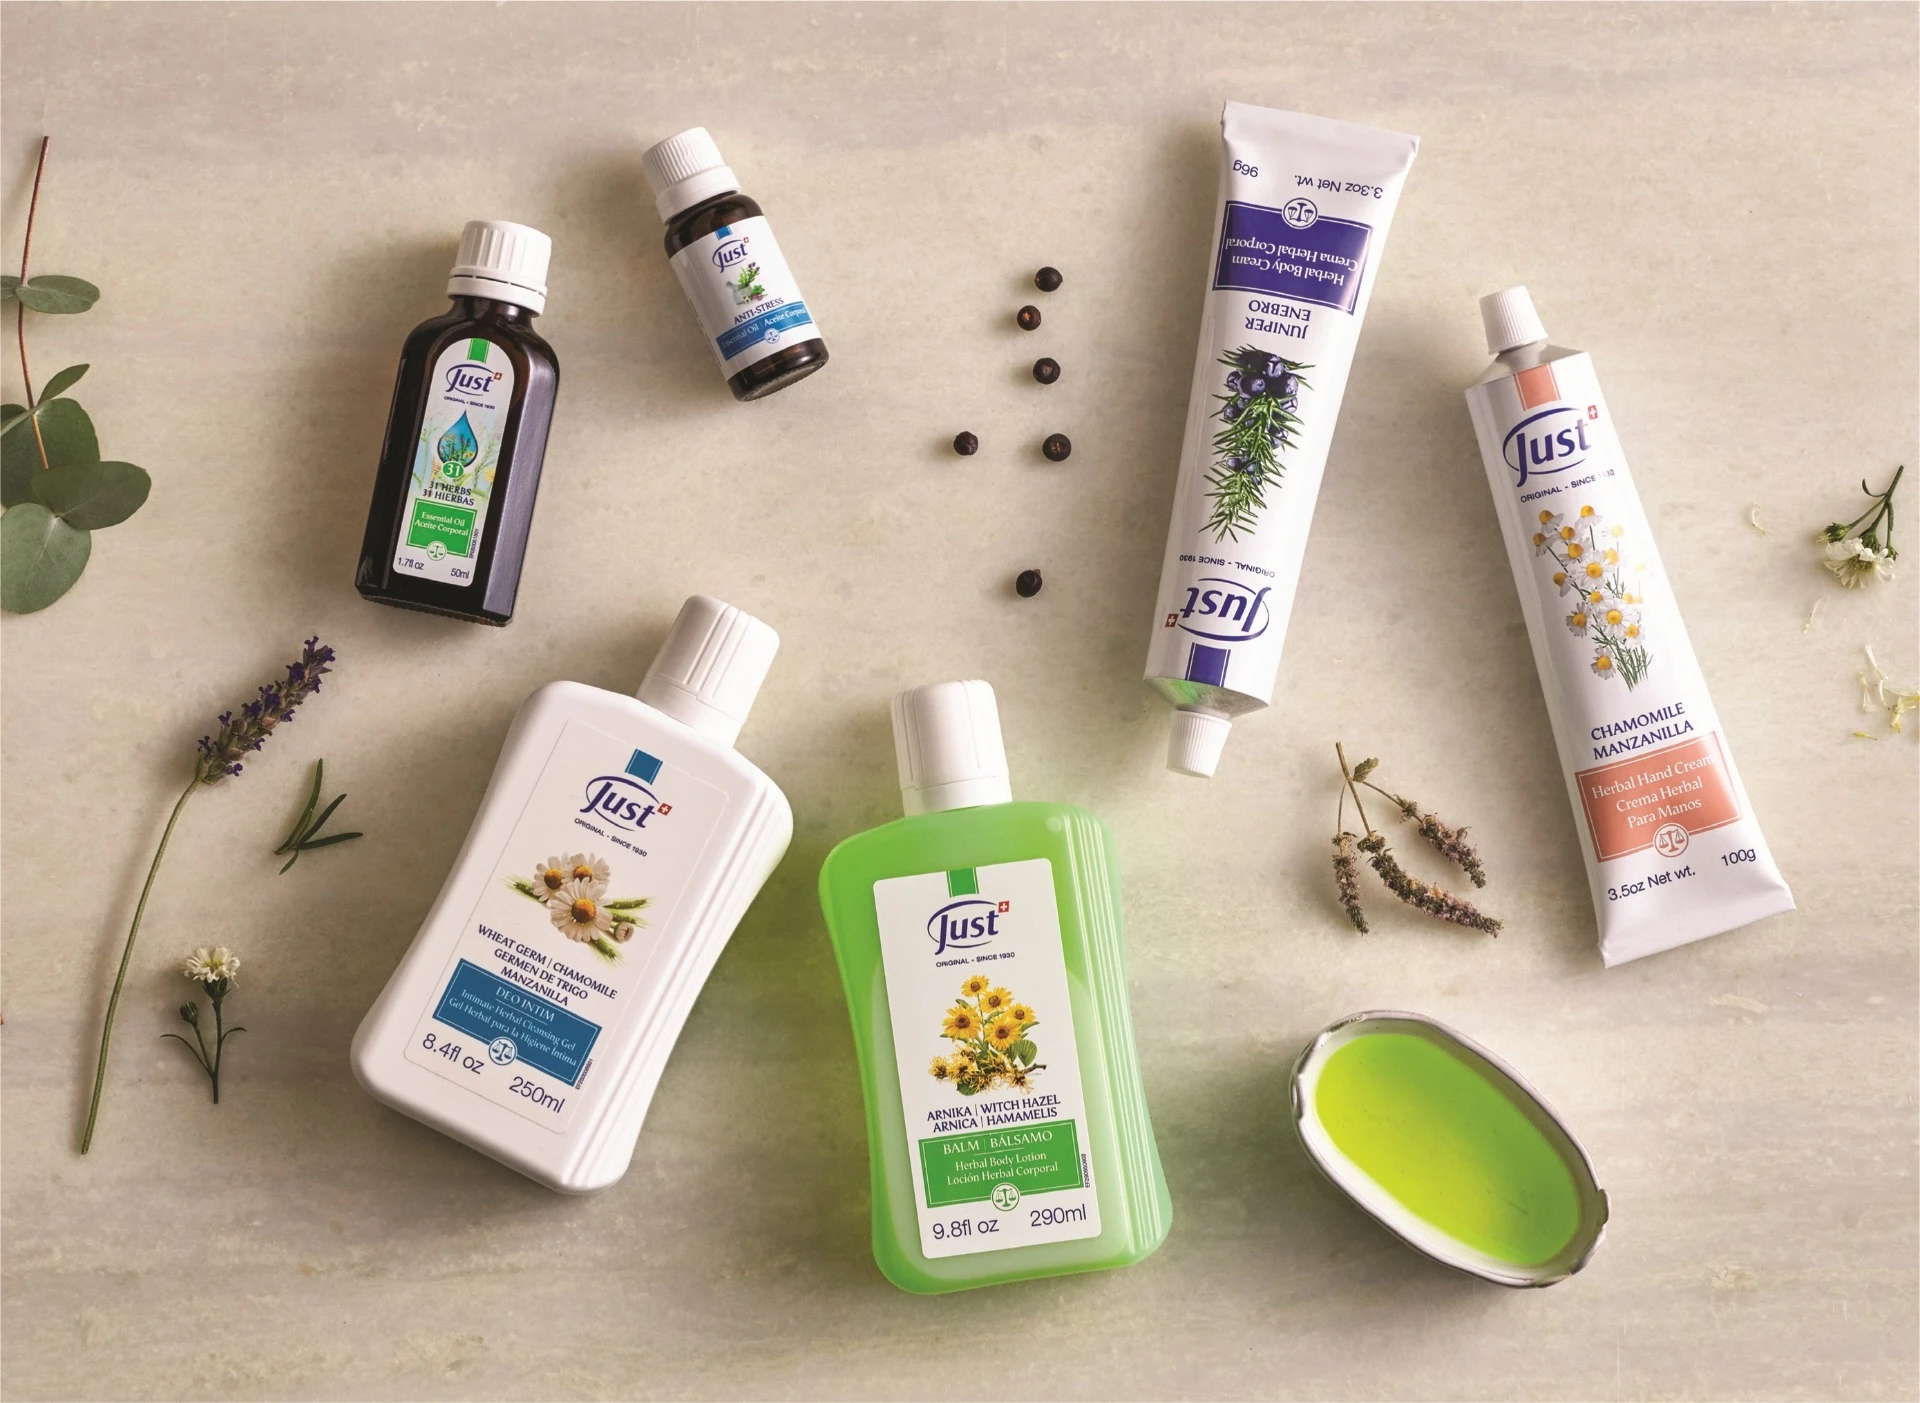 Just
ORIGINAL - SINCE 1930
31
31 HERBS
31 HIERBAS
Essential Oil
Aceite Corporal
1.7fl oz 50ml
Just
ANTI-STRESS
Essential Oil | Aceite Corporal
Just
ORIGINAL - SINCE 1930
JUNIPER
ENEBRO
Herbal Body Cream
Crema Herbal Corporal
3.3oz Net wt. 96g
Just
ORIGINAL - SINCE 1930
CHAMOMILE
MANZANILLA
Herbal Hand Cream
Crema Herbal
Para Manos
3.5oz Net wt. 100g
Just
ORIGINAL - SINCE 1930
WHEAT GERM | CHAMOMILE
GERMEN DE TRIGO
MANZANILLA
DEO INTIM
Intimate Herbal Cleansing Gel
Gel Herbal para la Higiene Intima
8.4fl oz 250ml
Just
ORIGINAL - SINCE 1930
ARNIKA | WITCH HAZEL
ARNICA | HAMAMELIS
BALM | BÁLSAMO
Herbal Body Lotion
Loción Herbal Corporal
9.8fl oz 290ml